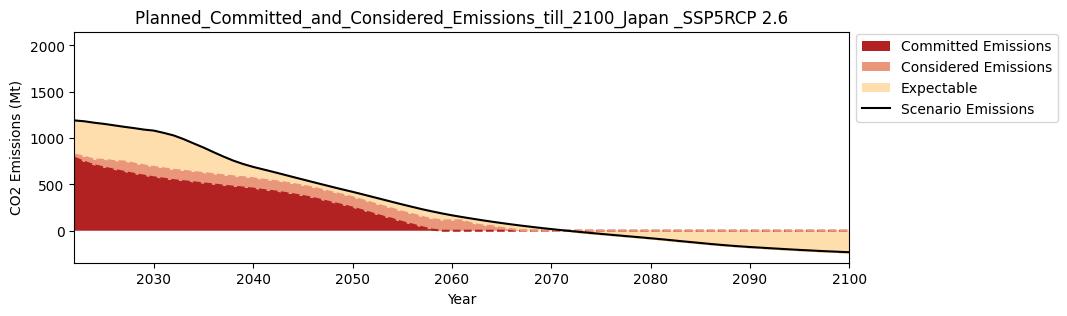 Planned_Committed_and_Considered_Emissions_till_2100_Japan _SSP5RCP 2.6
2000
1500
1000
500
0
CO2 Emissions (Mt)
2030
2040
2050
2060
2070
2080
2090
2100
Year
Committed Emissions
Considered Emissions
Expectable
Scenario Emissions